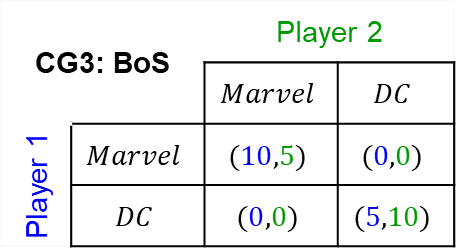 Player 2
CG3: BoS
Marvel DC
Player 1
Marvel (10,5) (0,0)
DC (0,0) (5,10)